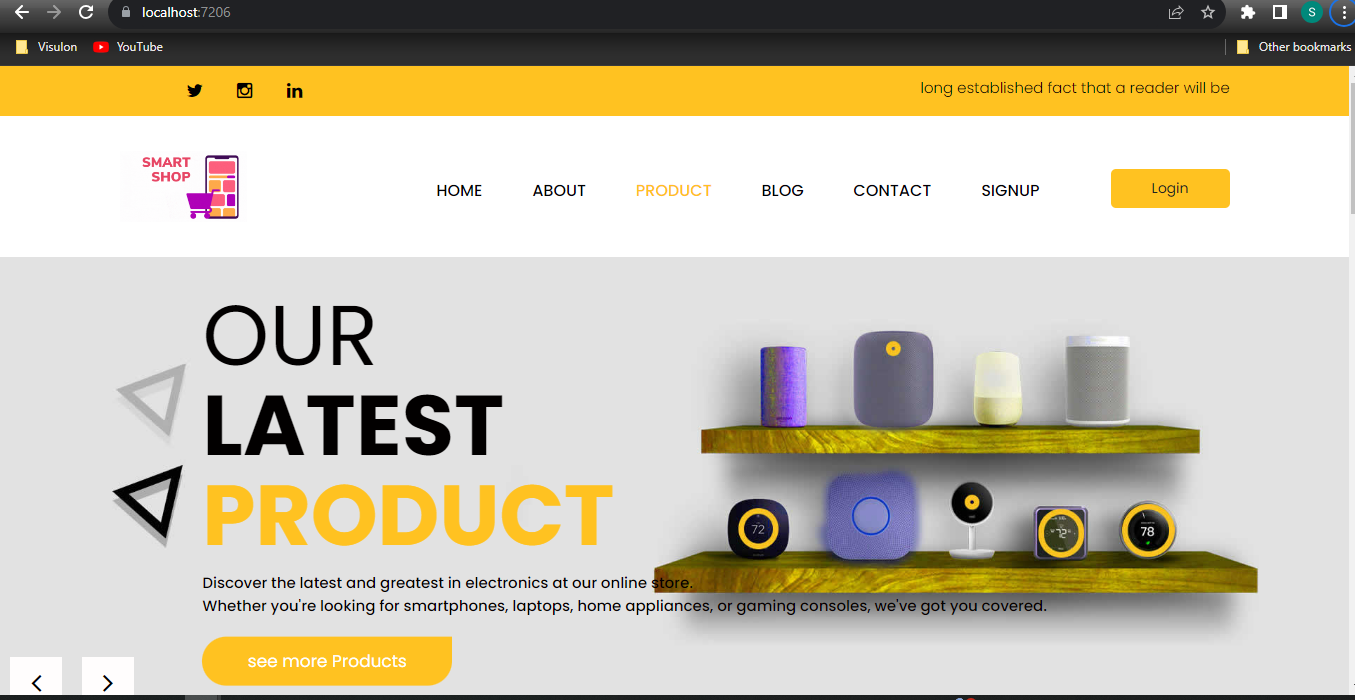 localhost:7206
Visulon YouTube Other bookmarks
long established fact that a reader will be
SMART
SHOP
HOME ABOUT PRODUCT BLOG CONTACT SIGNUP Login
OUR
LATEST
PRODUCT
72
72
78
Discover the latest and greatest in electronics at our online store.
Whether you're looking for smartphones, laptops, home appliances, or gaming consoles, we've got you covered.
see more Products